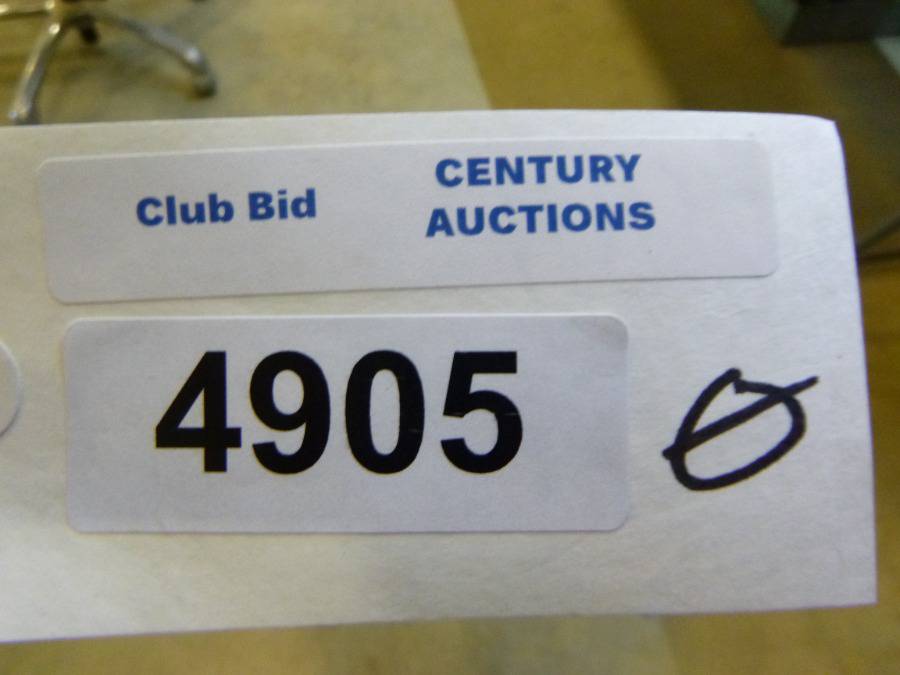 Club Bid
CENTURY
AUCTIONS
4905